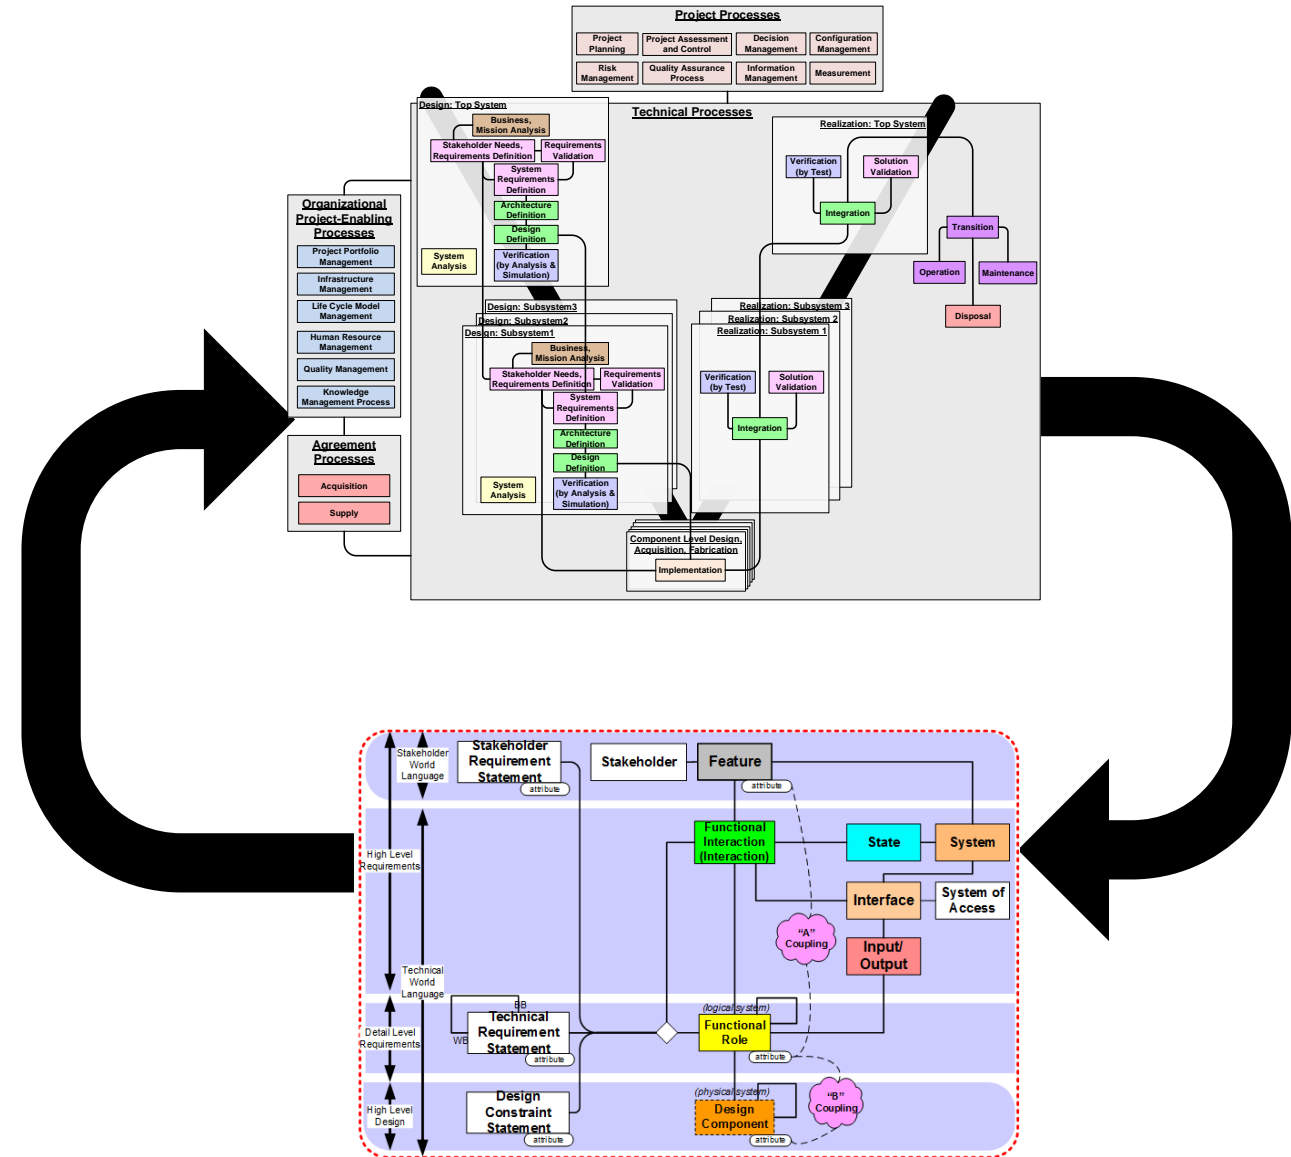 Project Processes
Project
Planning
Project Assessment
and Control
Decision
Management
Configuration
Management
Risk
Management
Quality Assurance
Process
Information
Management
Measurement
Technical Processes
Design: Top System
Business,
Mission Analysis
Stakeholder Needs,
Requirements Definition
Requirements
Validation
System
Requirements
Definition
Architecture
Definition
Design
Definition
System
Analysis
Verification
(by Analysis &
Simulation)
Realization: Top System
Verification
(by Test)
Solution
Validation
Integration
Transition
Operation
Maintenance
Disposal
Organizational
Project-Enabling
Processes
Project Portfolio
Management
Infrastructure
Management
Life Cycle Model
Management
Human Resource
Management
Quality Management
Knowledge
Management Process
Agreement
Processes
Acquisition
Supply
Design: Subsystem3
Design: Subsystem2
Design: Subsystem1
Business,
Mission Analysis
Stakeholder Needs,
Requirements Definition
Requirements
Validation
System
Requirements
Definition
Architecture
Definition
Design
Definition
System
Analysis
Verification
(by Analysis &
Simulation)
Realization: Subsystem 3
Realization: Subsystem 2
Realization: Subsystem 1
Verification
(by Test)
Solution
Validation
Integration
Component Level Design,
Acquisition, Fabrication
Implementation
Stakeholder
World
Language
High Level
Requirements
Technical
World
Language
Detail Level
Requirements
High Level
Design
Stakeholder
Requirement
Statement
attribute
Stakeholder
Feature
attribute
Functional
Interaction
(Interaction)
State
System
Interface
System of
Access
"A"
Coupling
Input/
Output
BB
WB
Technical
Requirement
Statement
attribute
(logical system)
Functional
Role
attribute
Design
Constraint
Statement
attribute
(physical system)
Design
Component
attribute
"B"
Coupling